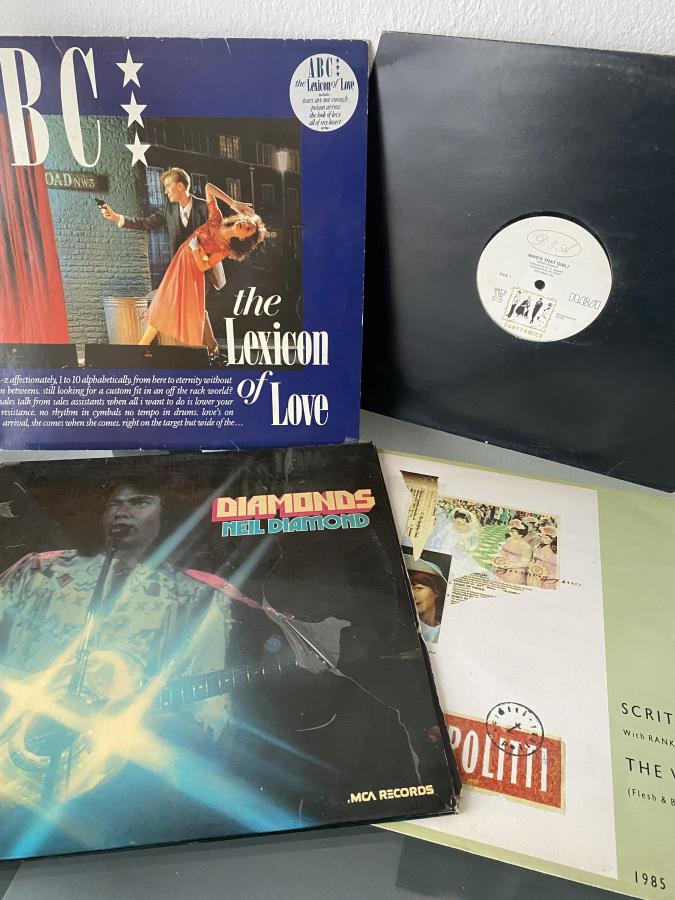 BC
ABC
the Lexicon of Love
includes
tears are not enough
poison arrow
the look of love
all of my heart
OAD NW3
the
Lexicon
of
Love
-z affectionately, 1 to 10 alphabetically, from here to eternity without
n betweens. still looking for a custom fit in an off the rack world?
sales talk from sales assistants when all i want to do is lower your
resistance. no rhythm in cymbals no tempo in drums. love's on
arrival, she comes when she comes. right on the target but wide of the...
D & A
WHO'S THAT GIRL?
SIDE 1
RCA
EURYTHMICS
DIAMONDS
NEIL DIAMOND
MCA RECORDS
POLITTI
SCRIT
With RANK
THE W
(Flesh & B
1985